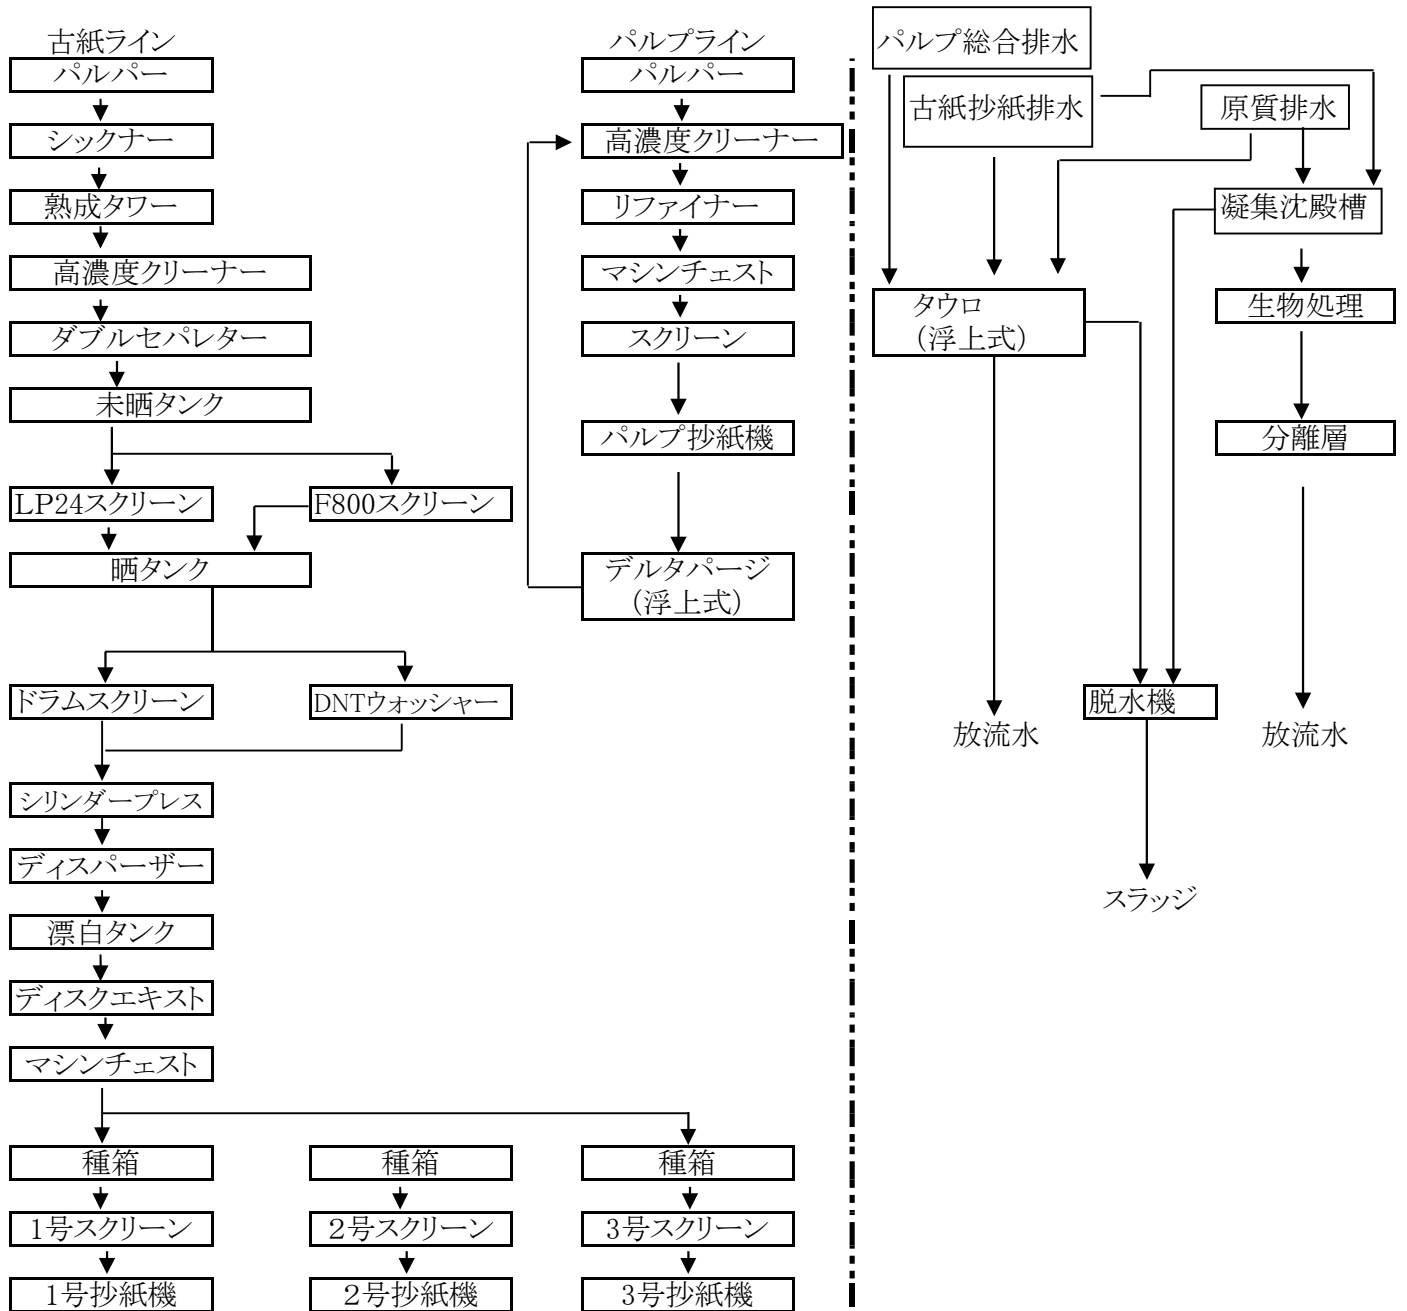 古紙ライン
パルパー
シックナー
熟成タワー
高濃度クリーナー
ダブルセパレター
未晒タンク
LP24スクリーン
F800スクリーン
晒タンク
ドラムスクリーン
DNTウォッシャー
シリンダープレス
ディスパーザー
漂白タンク
ディスクエキスト
マシンチェスト
種箱
種箱
種箱
1号スクリーン
2号スクリーン
3号スクリーン
1号抄紙機
2号抄紙機
3号抄紙機
パルプライン
パルパー
高濃度クリーナー
リファイナー
マシンチェスト
スクリーン
パルプ抄紙機
デルタパージ
(浮上式)
パルプ総合排水
古紙抄紙排水
原質排水
凝集沈殿槽
タウロ
(浮上式)
生物処理
分離層
脱水機
放流水
放流水
スラッジ